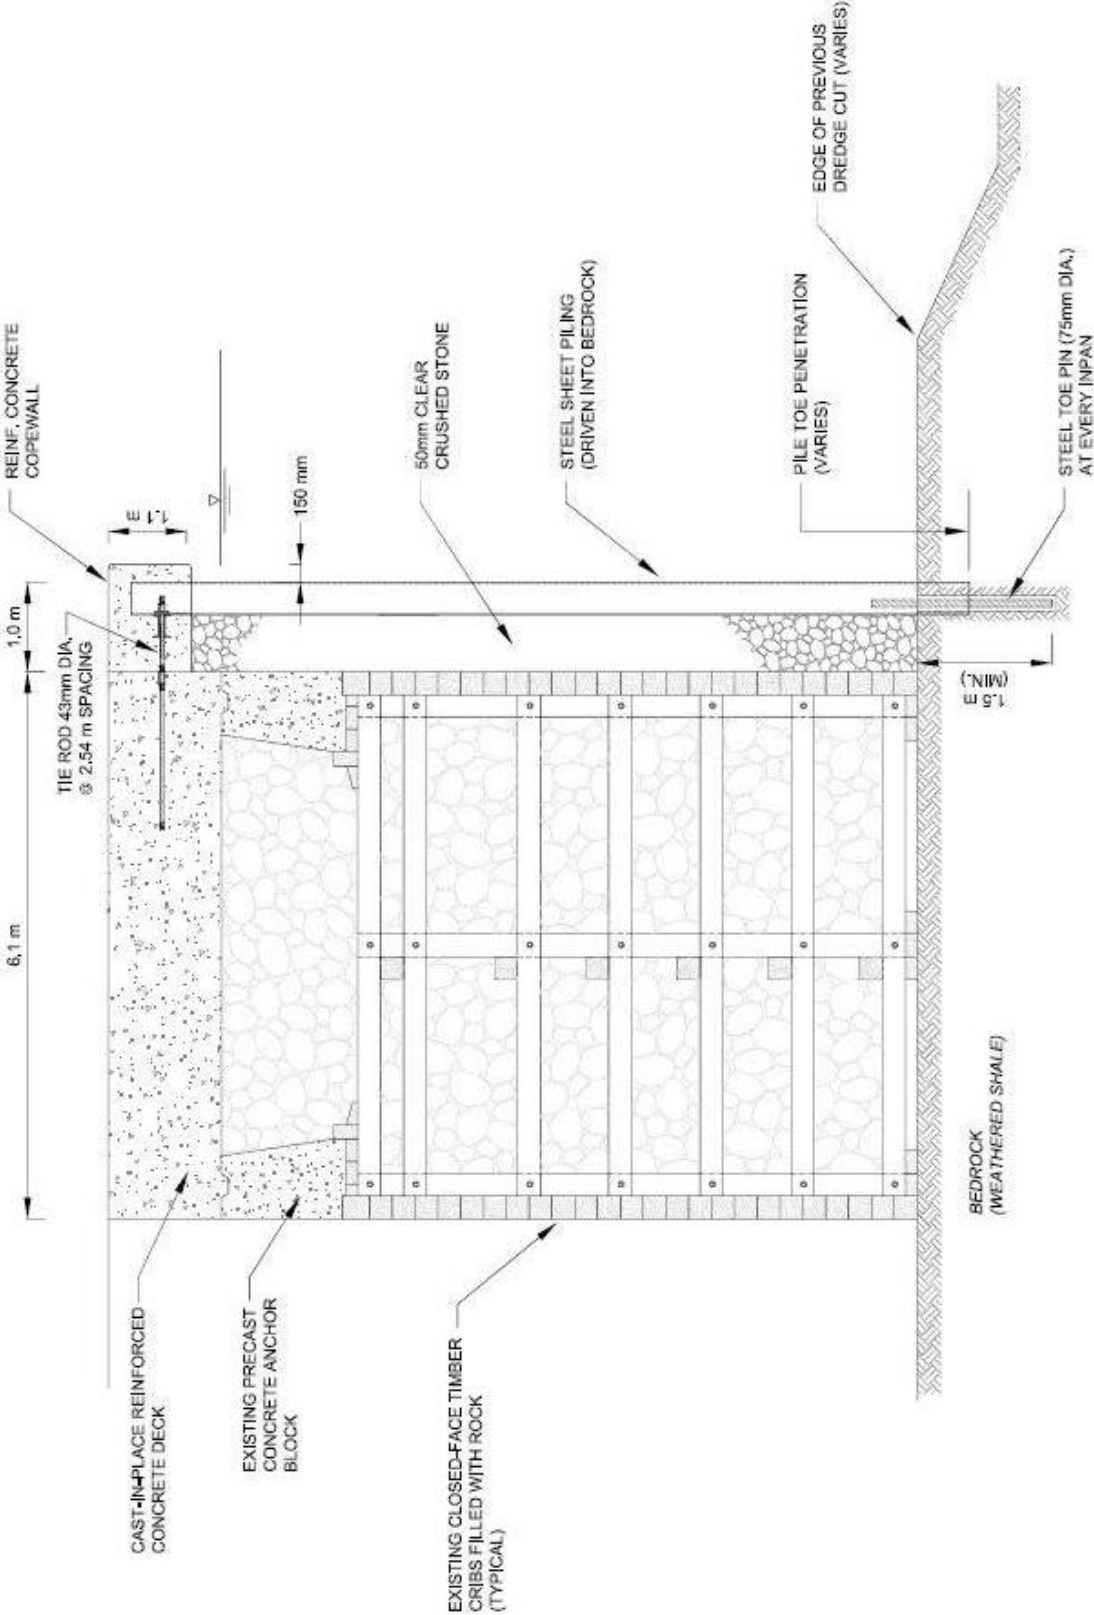 6.1 m
1.0 m
REINF. CONCRETE
COPEWALL
TIE ROD 43mm DIA.
@ 2.54 m SPACING
1.1 m
150 mm
CAST-IN-PLACE REINFORCED
CONCRETE DECK
EXISTING PRECAST
CONCRETE ANCHOR
BLOCK
EXISTING CLOSED-FACE TIMBER
CRIBS FILLED WITH ROCK
(TYPICAL)
50mm CLEAR
CRUSHED STONE
STEEL SHEET PILING
(DRIVEN INTO BEDROCK)
PILE TOE PENETRATION
(VARIES)
EDGE OF PREVIOUS
DREDGE CUT (VARIES)
BEDROCK
(WEATHERED SHALE)
1.5 m
(MIN.)
STEEL TOE PIN (75mm DIA.)
AT EVERY INPAN